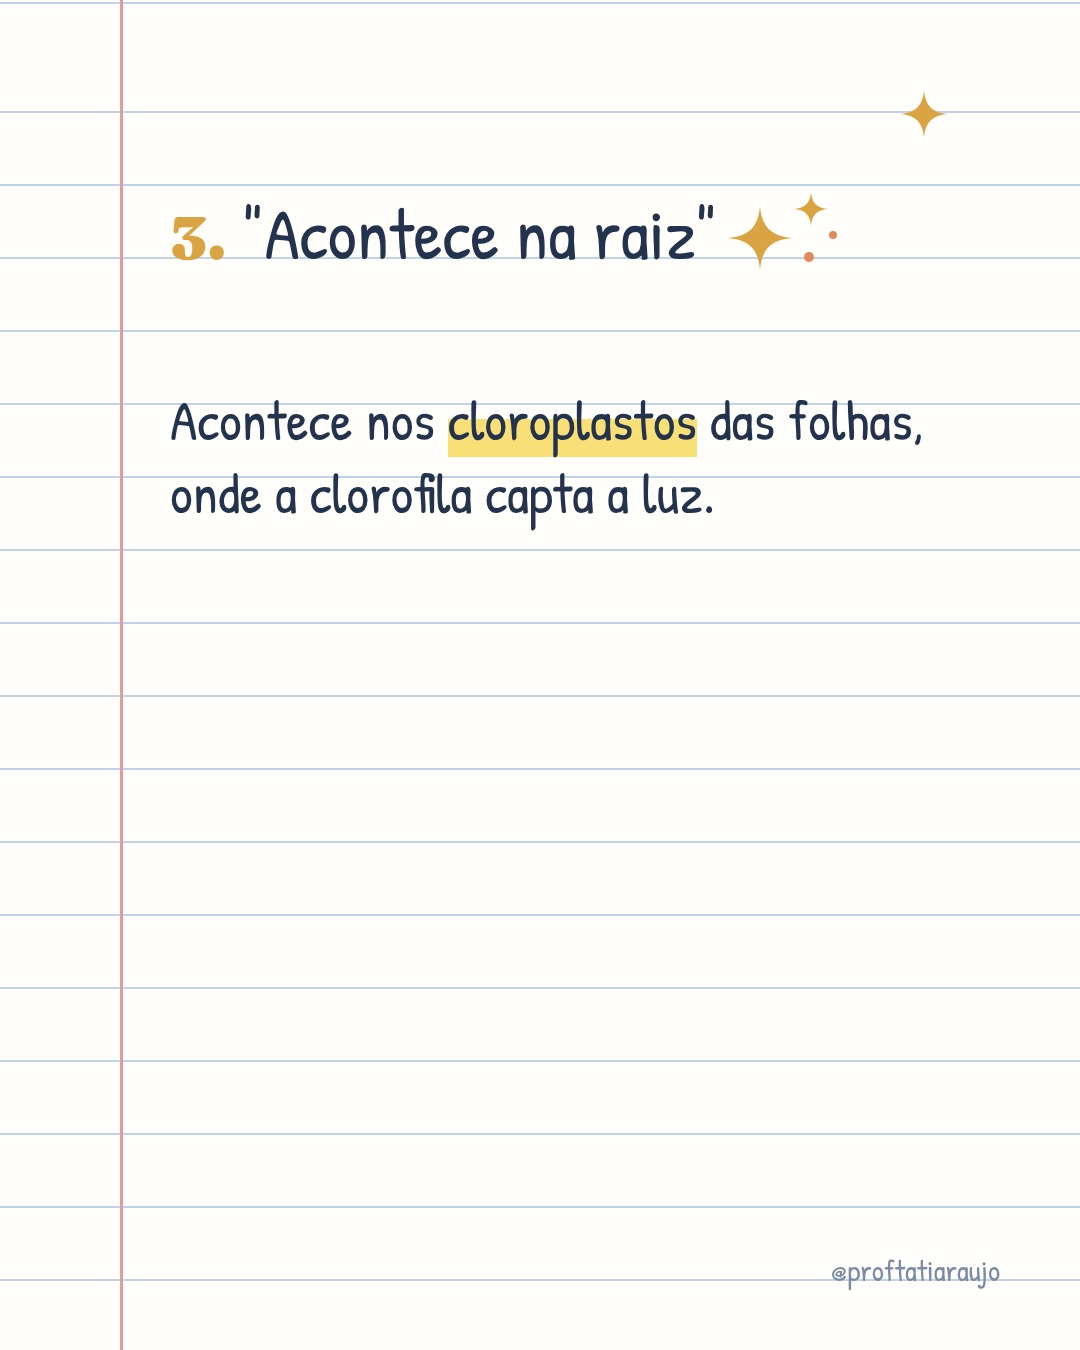 3. "Acontece na raiz"
Acontece nos cloroplastos das folhas,
onde a clorofila capta a luz.
@proftatiaraujo